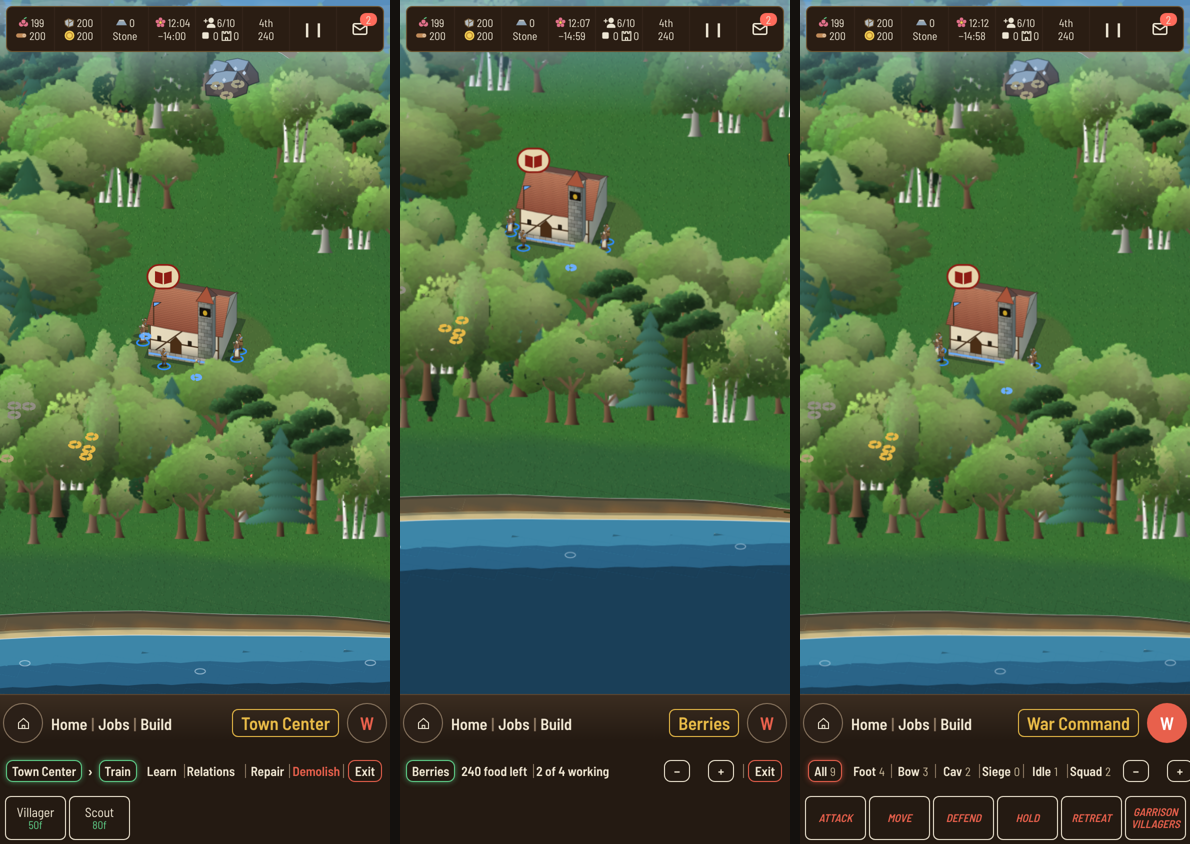 199 200 0 12:04 6/10 4th 2
200 200 Stone −14:00 0 0 240
Home | Jobs | Build Town Center W
Town Center › Train Learn | Relations | Repair | Demolish | Exit
Villager Scout
50f 80f
199 200 0 12:07 6/10 4th 2
200 200 Stone −14:59 0 0 240
Home | Jobs | Build Berries W
Berries 240 food left | 2 of 4 working − + | Exit
199 200 0 12:12 6/10 4th 2
200 200 Stone −14:58 0 0 240
Home | Jobs | Build War Command W
All 9 Foot 4 | Bow 3 | Cav 2 | Siege 0 | Idle 1 | Squad 2 − +
ATTACK MOVE DEFEND HOLD RETREAT GARRISON
VILLAGERS